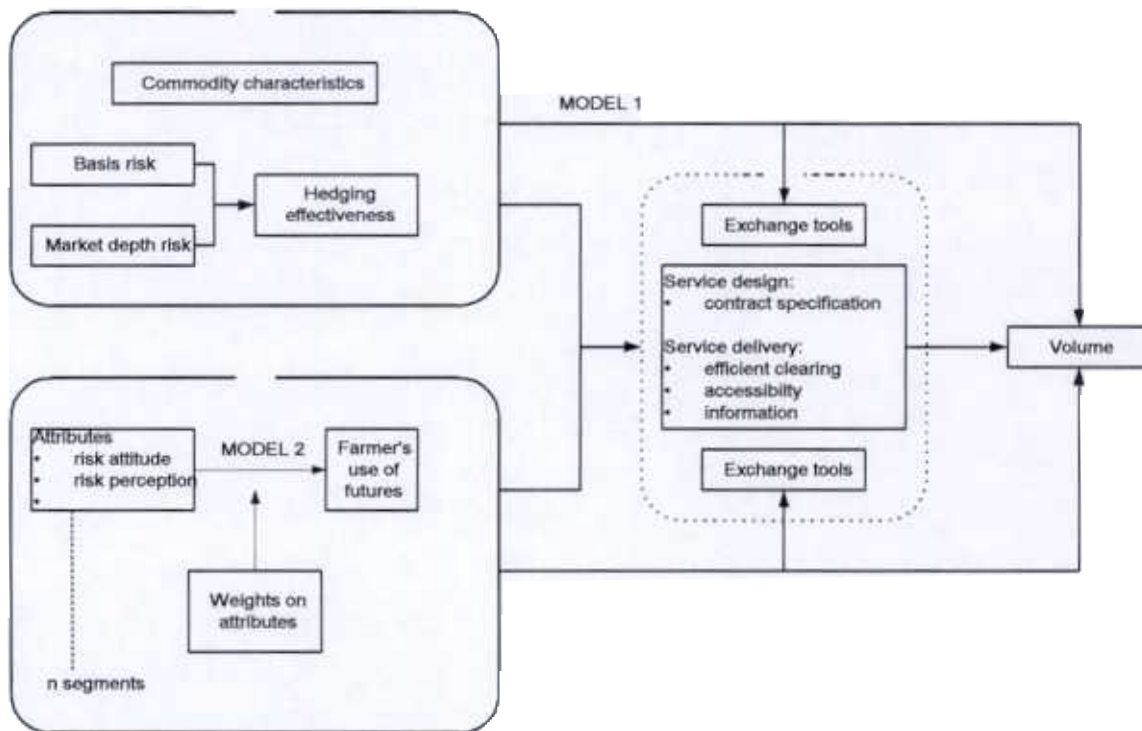 Commodity characteristics
MODEL 1
Basis risk
Hedging
effectiveness
Market depth risk
Exchange tools
Service design:
• contract specification
Service delivery:
• efficient clearing
• accessibilty
• information
Volume
Exchange tools
Attributes
• risk attitude
• risk perception
•
MODEL 2
Farmer's
use of
futures
Weights on
attributes
n segments